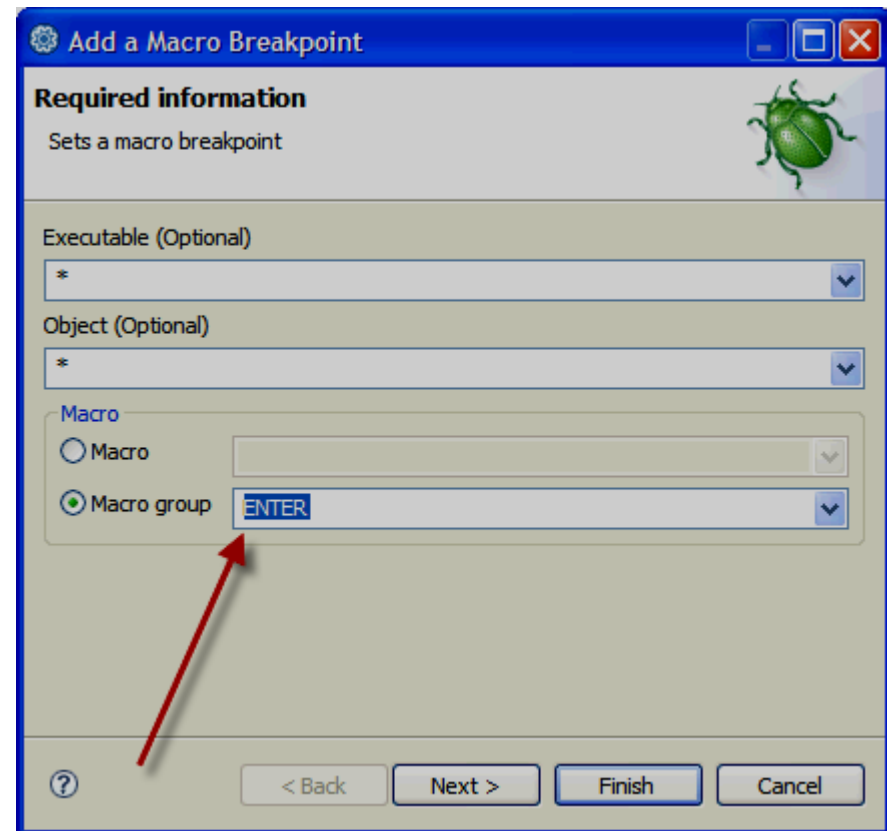 Add a Macro Breakpoint
Required information
Sets a macro breakpoint
Executable (Optional)
*
Object (Optional)
*
Macro
Macro
Macro group ENTER
? < Back Next > Finish Cancel